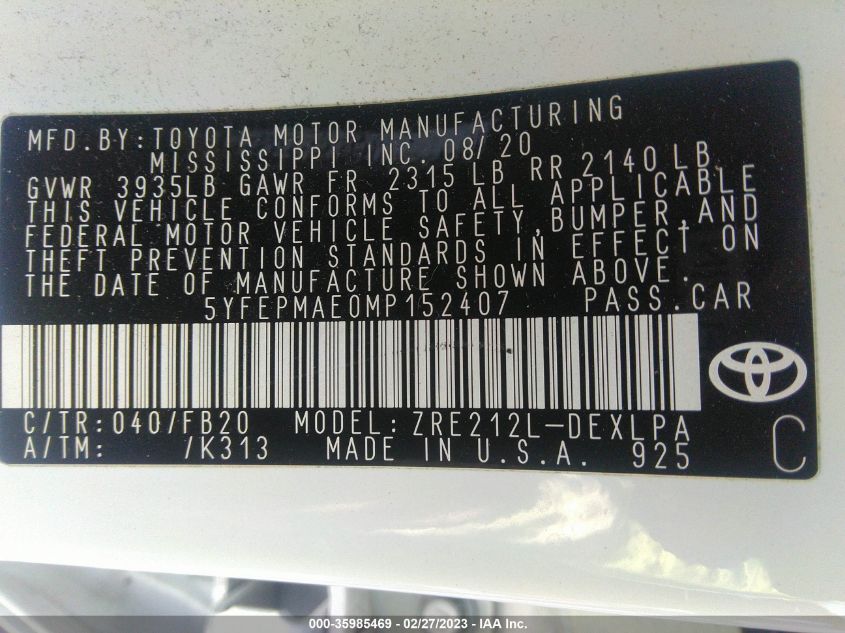 MFD.BY:TOYOTA MOTOR MANUFACTURING
MISSISSIPPI INC. 08/20
GVWR 3935LB GAWR FR 2315 LB RR 2140 LB
THIS VEHICLE CONFORMS TO ALL APPLICABLE
FEDERAL MOTOR VEHICLE SAFETY, BUMPER, AND
THEFT PREVENTION STANDARDS IN EFFECT ON
THE DATE OF MANUFACTURE SHOWN ABOVE.
5YFEPMAE0MP152407 PASS.CAR
C/TR:040/FB20 MODEL:ZRE212L-DEXLPA
A/TM: /K313 MADE IN U.S.A. 925
C
000-35985469 - 02/27/2023 - IAA Inc.